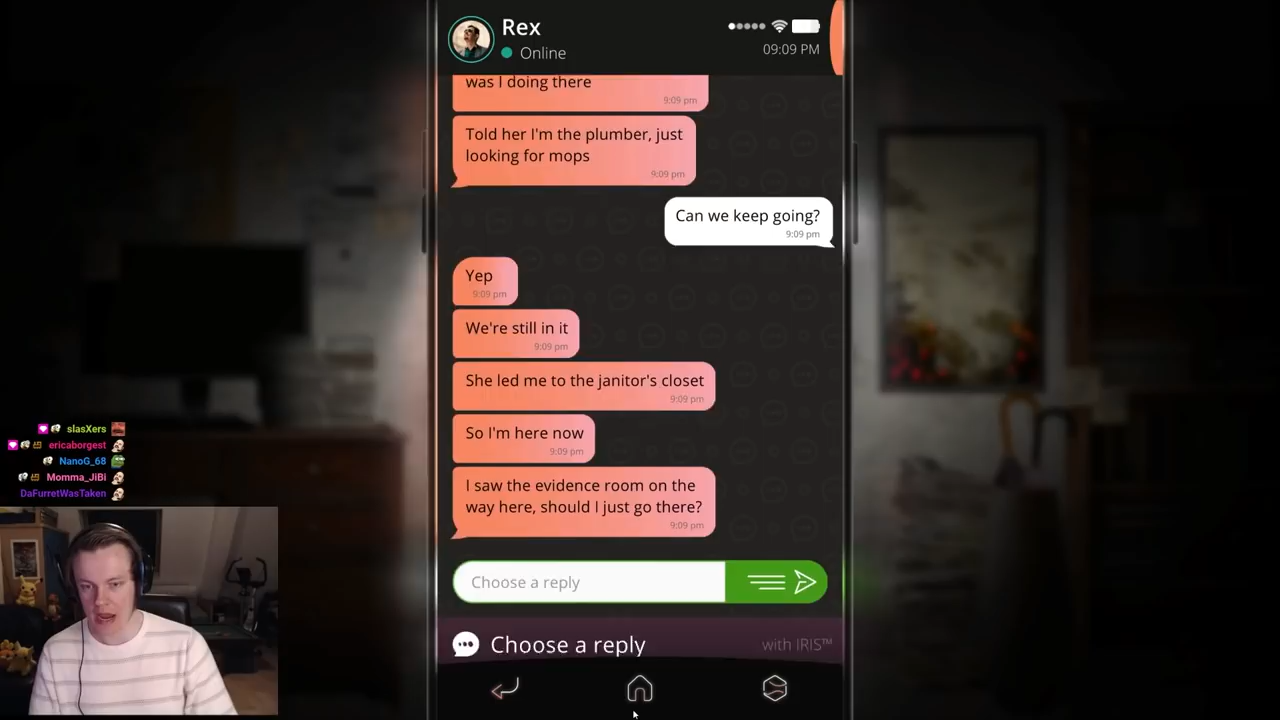 Rex
Online
09:09 PM
was I doing there
9:09 pm
Told her I'm the plumber, just
looking for mops
9:09 pm
Can we keep going?
9:09 pm
Yep
9:09 pm
We're still in it
9:09 pm
She led me to the janitor's closet
9:09 pm
So I'm here now
9:09 pm
I saw the evidence room on the
way here, should I just go there?
9:09 pm
Choose a reply
Choose a reply
with IRIS™
slasXers
ericaborgest
NanoG_68
Momma_JiBi
DaFurretWasTaken